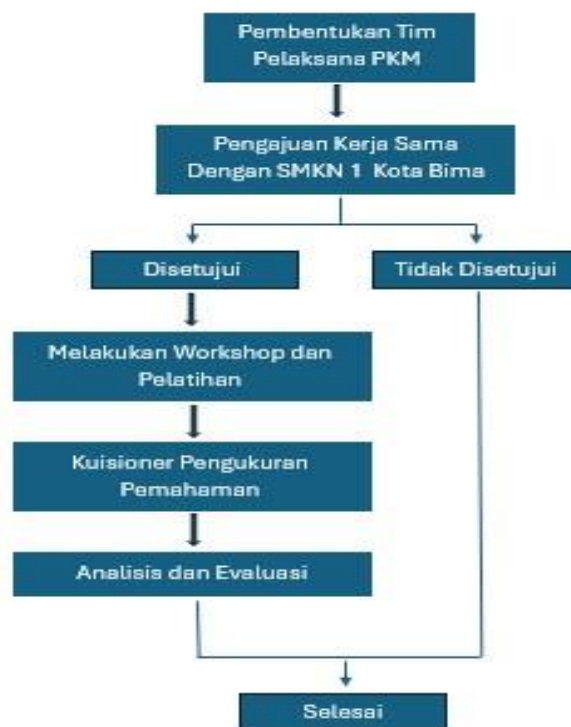 Pembentukan Tim
Pelaksana PKM
Pengajuan Kerja Sama
Dengan SMKN 1 Kota Bima
Disetujui
Tidak Disetujui
Melakukan Workshop dan
Pelatihan
Kuisioner Pengukuran
Pemahaman
Analisis dan Evaluasi
Selesai